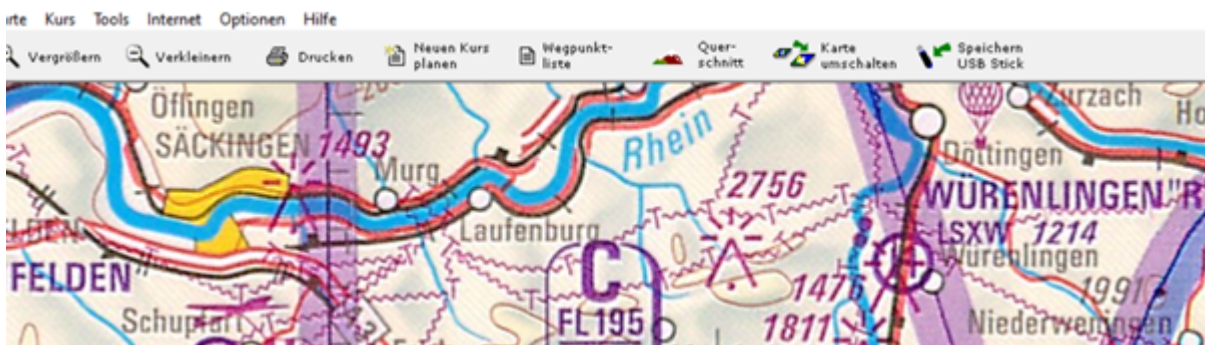 rte Kurs Tools Internet Optionen Hilfe
Vergrößern Verkleinern Drucken Neuen Kurs planen Wegpunkt-liste Quer-schnitt Karte umschalten Speichern USB Stick
Öflingen
Zurzach
Ho
SÄCKINGEN 1493
Rhein
Döttingen
Murg
2756
WÜRENLINGEN"R
Laufenburg
LSXW 1214
Würenlingen
FELDEN"
C
1476
1991
Schupfart
FL 195
1811
Niederweningen